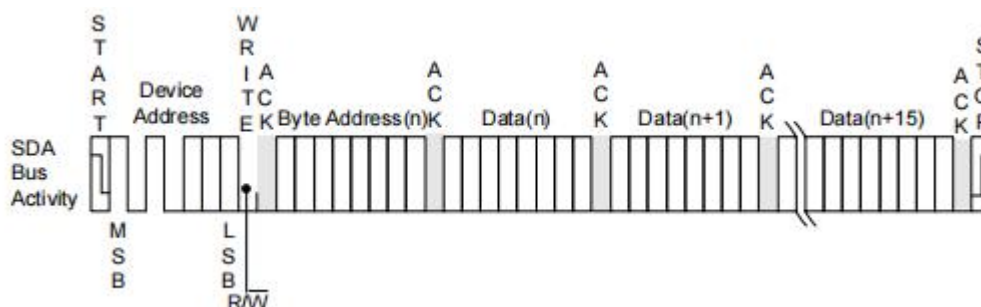 START
WRITE
ACK
ACK
ACK
ACK
ACK
STOP
Device
Address
Byte Address(n)
Data(n)
Data(n+1)
Data(n+15)
SDA
Bus
Activity
MSB
LSB
R/W